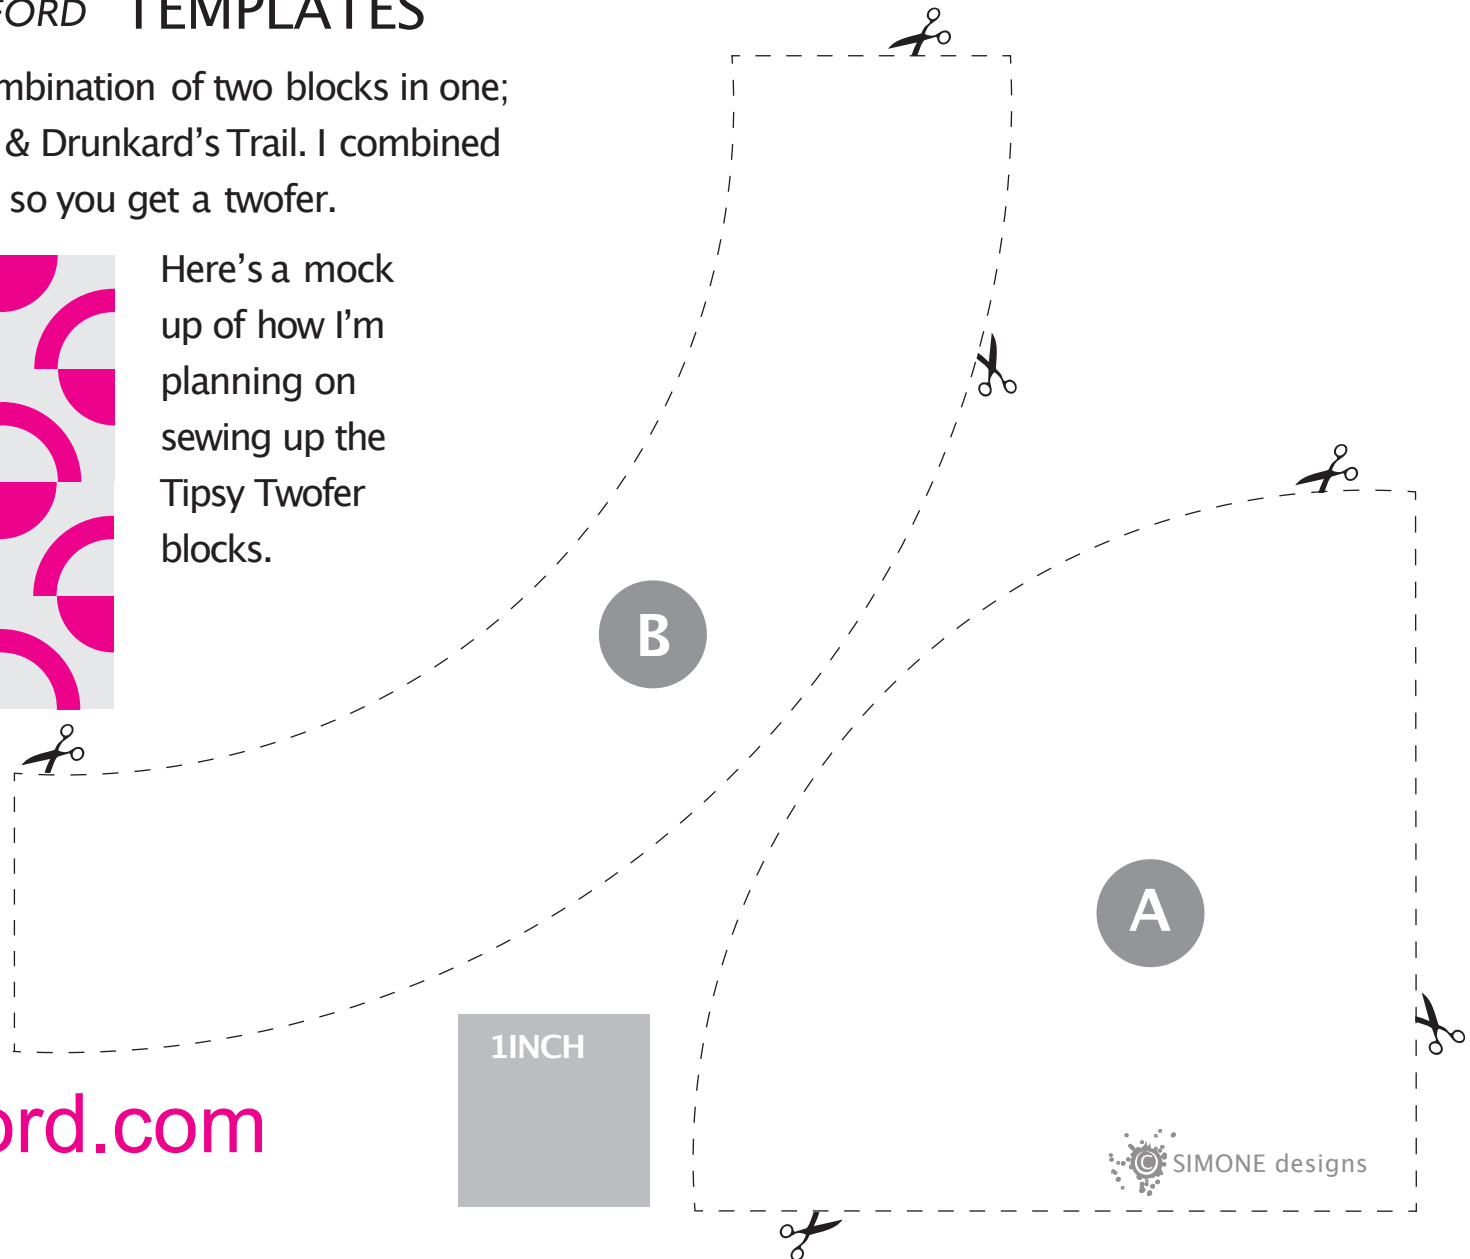 FORD TEMPLATES
mbination of two blocks in one;
& Drunkard's Trail. I combined
so you get a twofer.
Here's a mock
up of how I'm
planning on
sewing up the
Tipsy Twofer
blocks.
B
A
1INCH
ord.com
© SIMONE designs